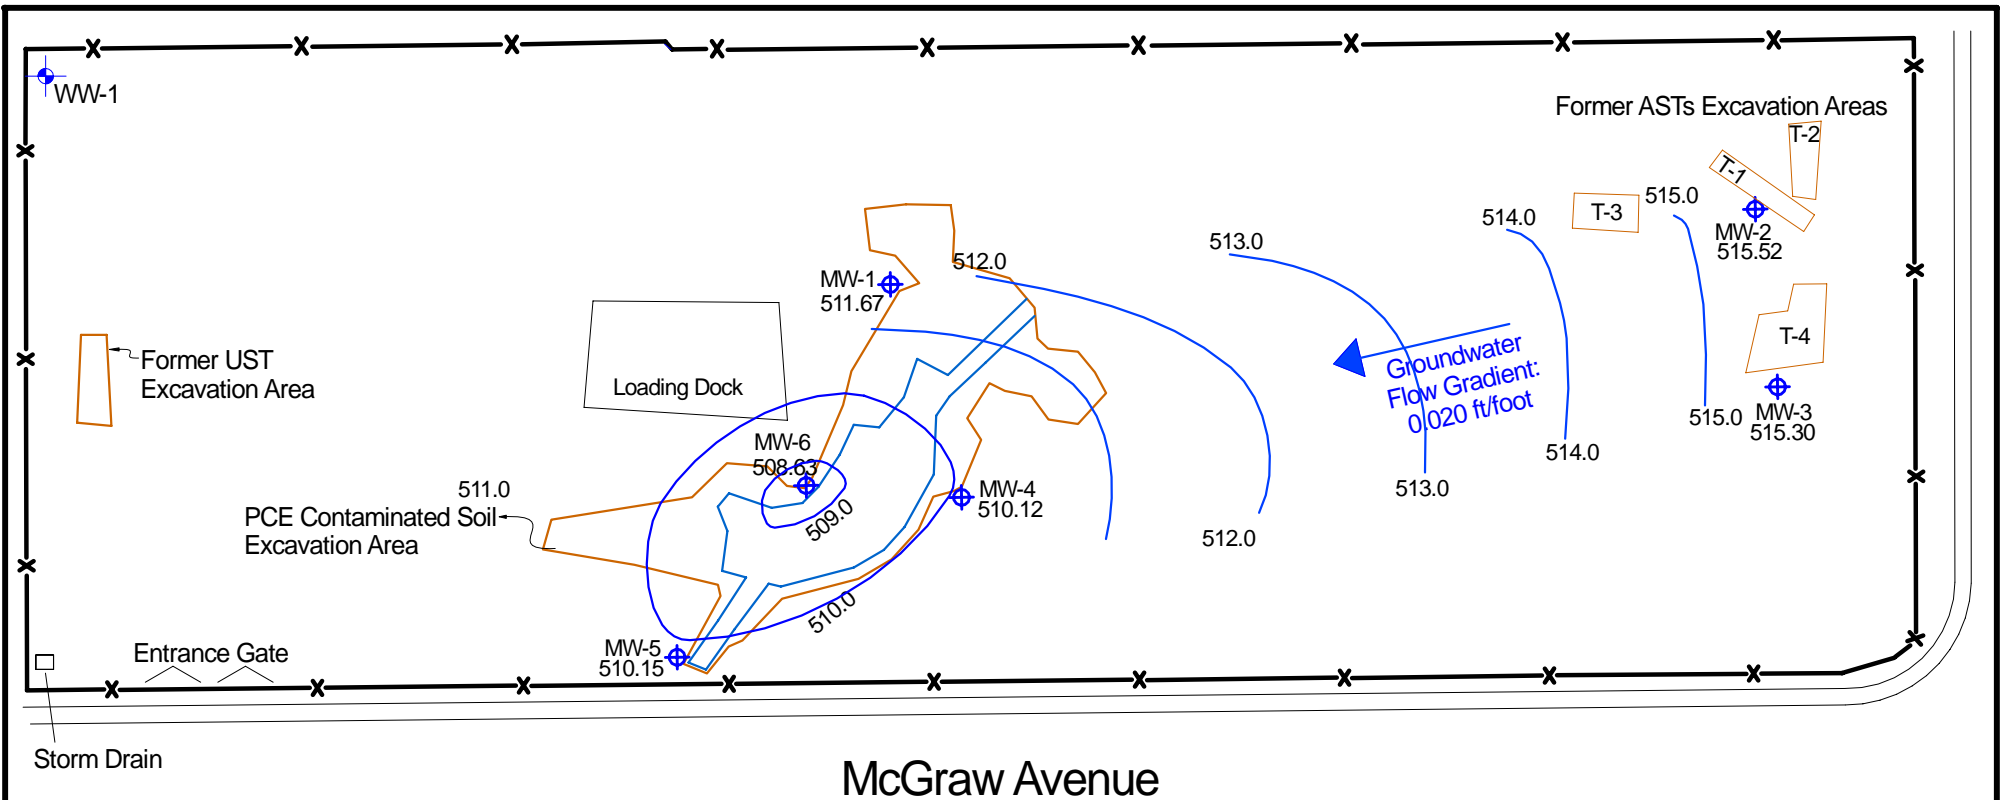 WW-1
Former ASTs Excavation Areas
T-2
T-1
T-3
515.0
514.0
MW-2
515.52
513.0
512.0
MW-1
511.67
Groundwater
Flow Gradient:
0.020 ft/foot
T-4
Former UST
Excavation Area
Loading Dock
515.0
MW-3
515.30
MW-6
508.63
514.0
511.0
513.0
MW-4
510.12
PCE Contaminated Soil
Excavation Area
509.0
512.0
510.0
MW-5
510.15
Entrance Gate
Storm Drain
McGraw Avenue